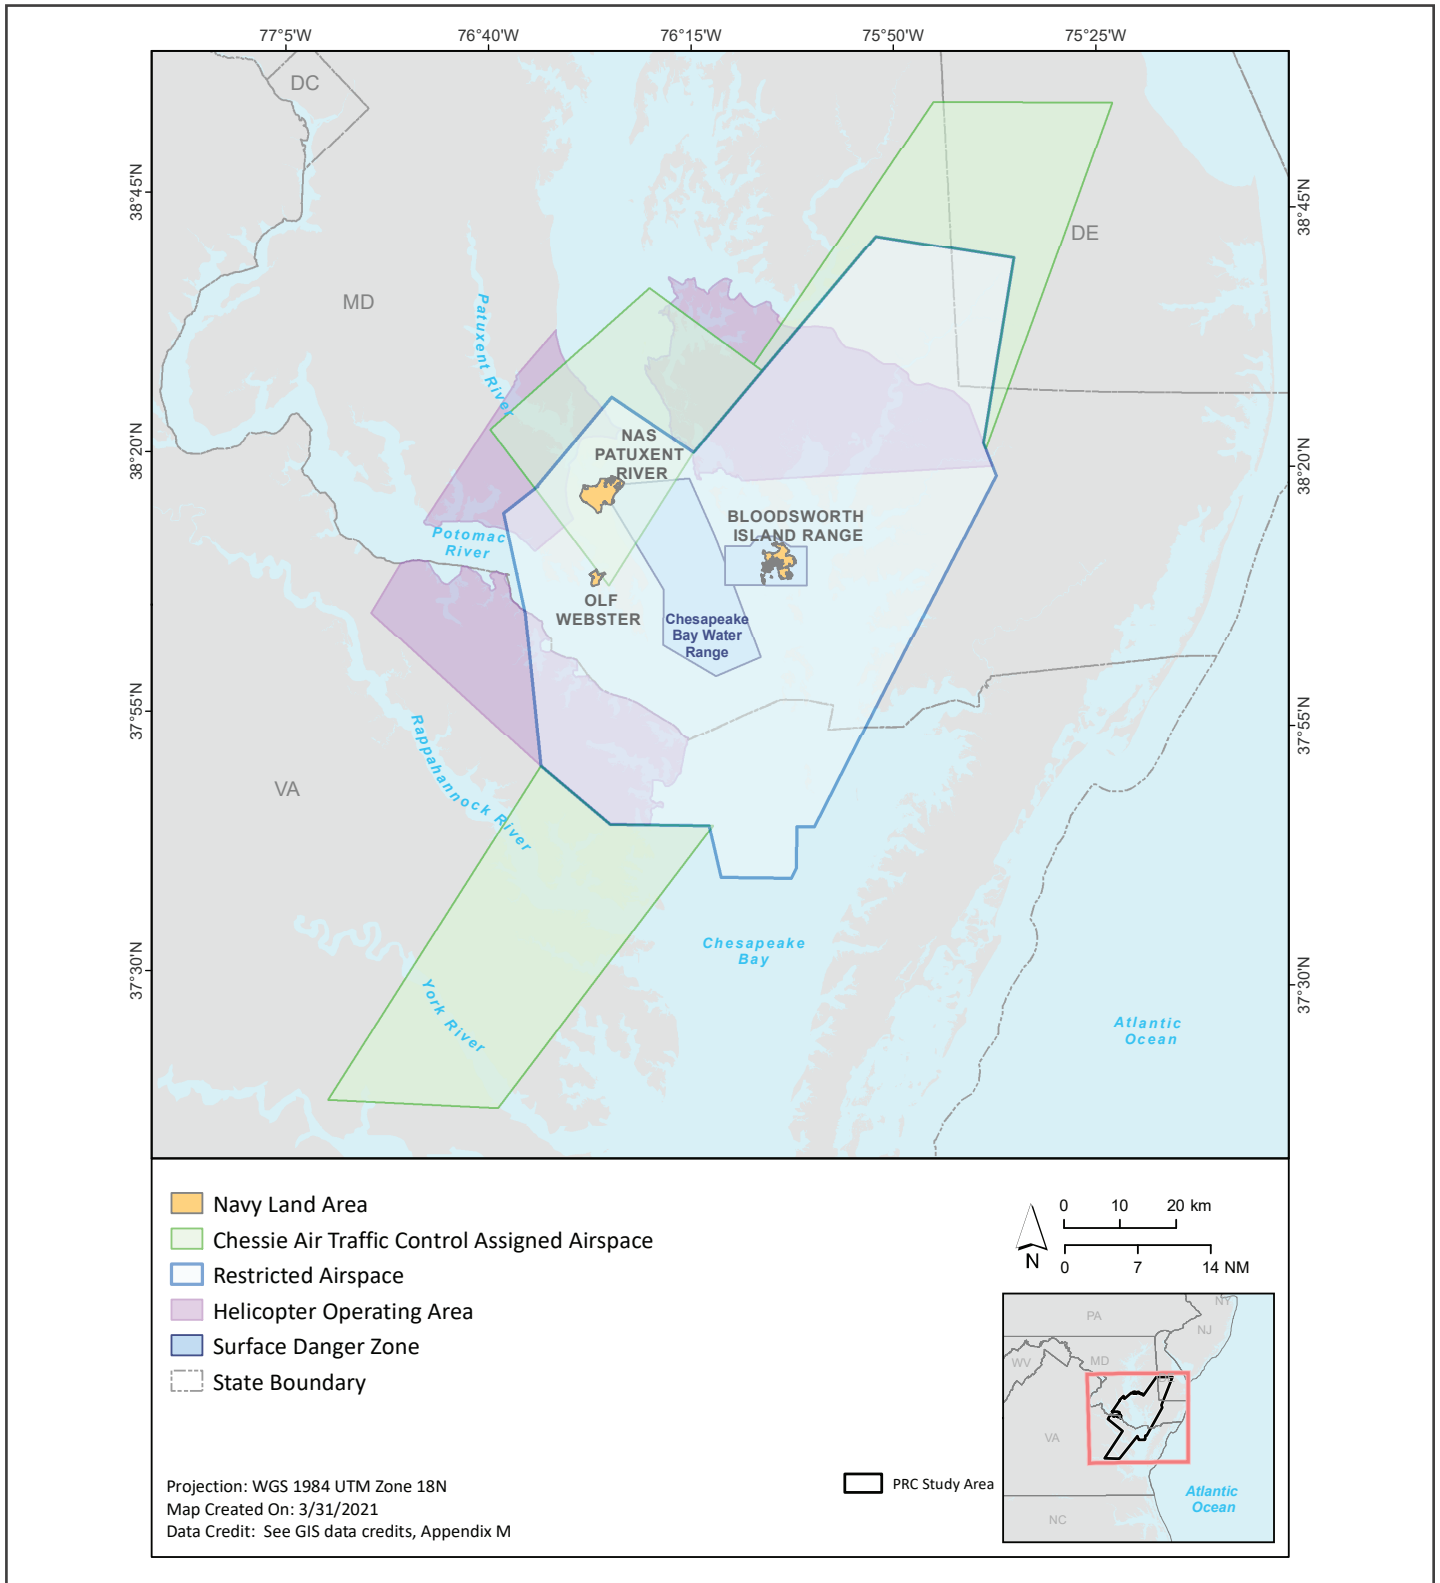 77°5'W
76°40'W
76°15'W
75°50'W
75°25'W
DC
38°45'N
38°45'N
DE
MD
Patuxent River
NAS
PATUXENT
RIVER
38°20'N
38°20'N
BLOODSWORTH
ISLAND RANGE
Potomac
River
OLF
WEBSTER
Chesapeake
Bay Water
Range
37°55'N
37°55'N
Rappahannock River
VA
Chesapeake
Bay
37°30'N
37°30'N
York River
Atlantic
Ocean
Navy Land Area
Chessie Air Traffic Control Assigned Airspace
Restricted Airspace
Helicopter Operating Area
Surface Danger Zone
State Boundary
N
0 10 20 km
0 7 14 NM
NY
PA
NJ
WV
MD
VA
Atlantic
Ocean
NC
PRC Study Area
Projection: WGS 1984 UTM Zone 18N
Map Created On: 3/31/2021
Data Credit: See GIS data credits, Appendix M